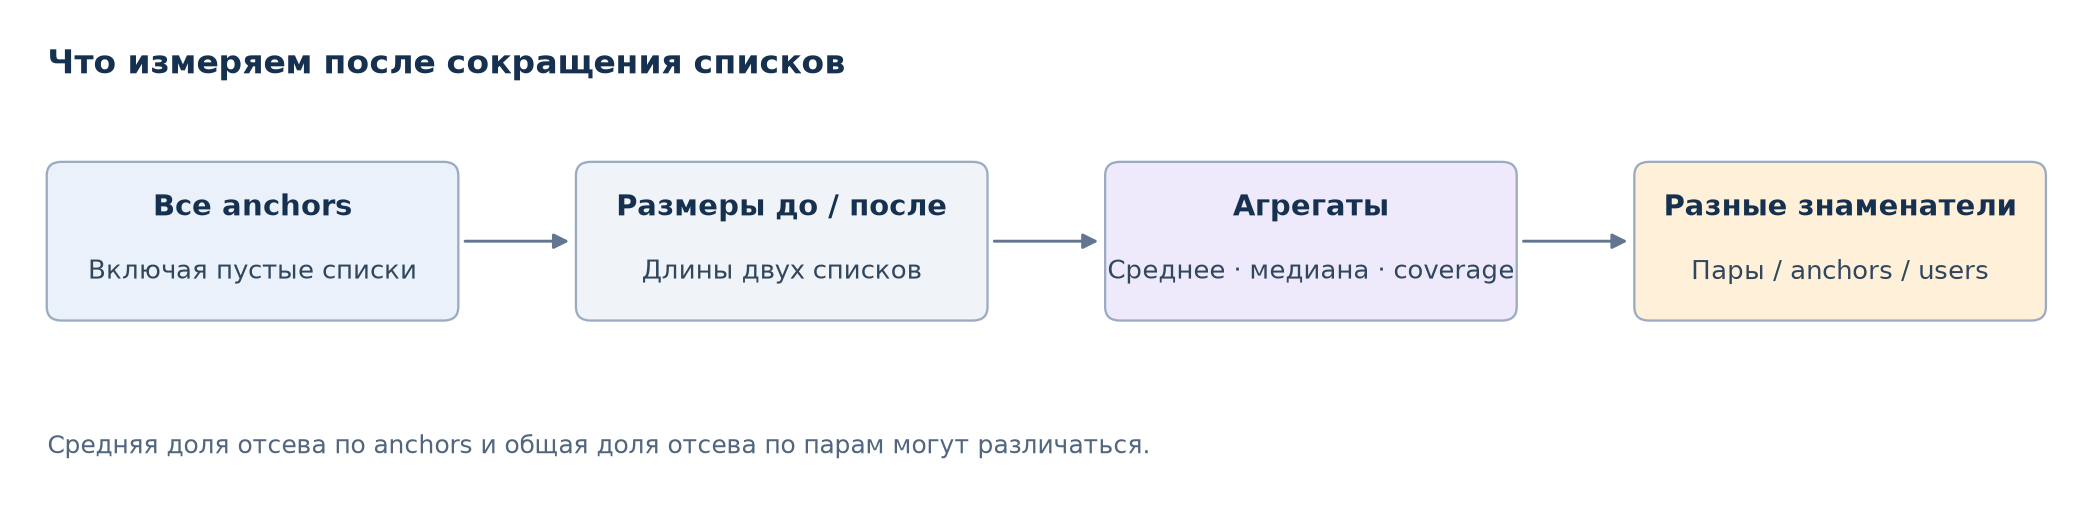 Что измеряем после сокращения списков
Все anchors
Включая пустые списки
Размеры до / после
Длины двух списков
Агрегаты
Среднее · медиана · coverage
Разные знаменатели
Пары / anchors / users
Средняя доля отсева по anchors и общая доля отсева по парам могут различаться.